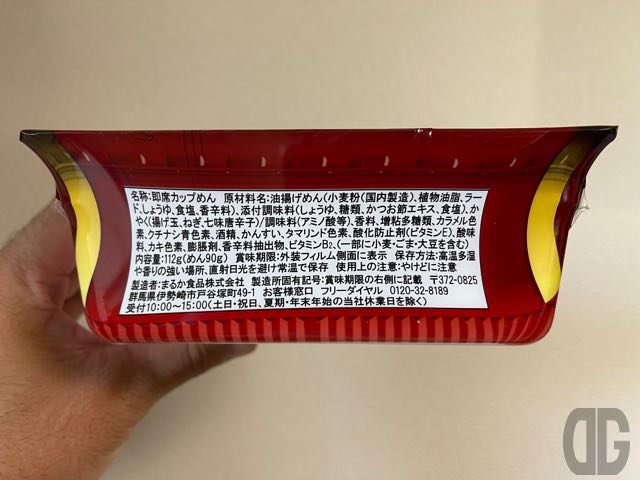 名称:即席カップめん 原材料名:油揚げめん(小麦粉(国内製造)、植物油脂、ラー
ド、しょうゆ、食塩、香辛料)、添付調味料(しょうゆ、糖類、かつお節エキス、食塩)、か
やく(揚げ玉、ねぎ、七味唐辛子)/調味料(アミノ酸等)、香料、増粘多糖類、カラメル色
素、クチナシ青色素、酒精、かんすい、タマリンド色素、酸化防止剤(ビタミンE)、酸味
料、カキ色素、膨脹剤、香辛料抽出物、ビタミンB₂、(一部に小麦・ごま・大豆を含む)
内容量:112g(めん90g) 賞味期限:外装フィルム側面に表示 保存方法:高温多湿
や香りの強い場所、直射日光を避け常温で保存 使用上の注意:やけどに注意
製造者:まるか食品株式会社 製造所固有記号:賞味期限の右側に記載 〒372-0825
群馬県伊勢崎市戸谷塚町49-1 お客様窓口 フリーダイヤル 0120-32-8189
受付10:00〜15:00(土日・祝日、夏期・年末年始の当社休業日を除く)
DG